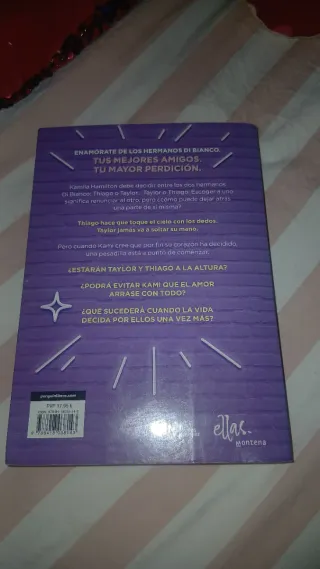 ENAMÓRATE DE LOS HERMANOS DI BIANCO.
TUS MEJORES AMIGOS.
TU MAYOR PERDICIÓN.
Kamila Hamilton debe decidir entre los dos hermanos
Di Bianco: Thiago o Taylor... Taylor o Thiago. Escoger a uno
significa renunciar al otro, pero ¿cómo puede dejar atrás
una parte de sí misma?
Thiago hace que toque el cielo con los dedos.
Taylor jamás va a soltar su mano.
Pero cuando Kami cree que por fin su corazón ha decidido,
una pesadilla está a punto de comenzar.
¿ESTARÁN TAYLOR Y THIAGO A LA ALTURA?
¿PODRÁ EVITAR KAMI QUE EL AMOR
ARRASE CON TODO?
¿QUÉ SUCEDERÁ CUANDO LA VIDA
DECIDA POR ELLOS UNA VEZ MÁS?
penguinlibros.com
ellas.
montena